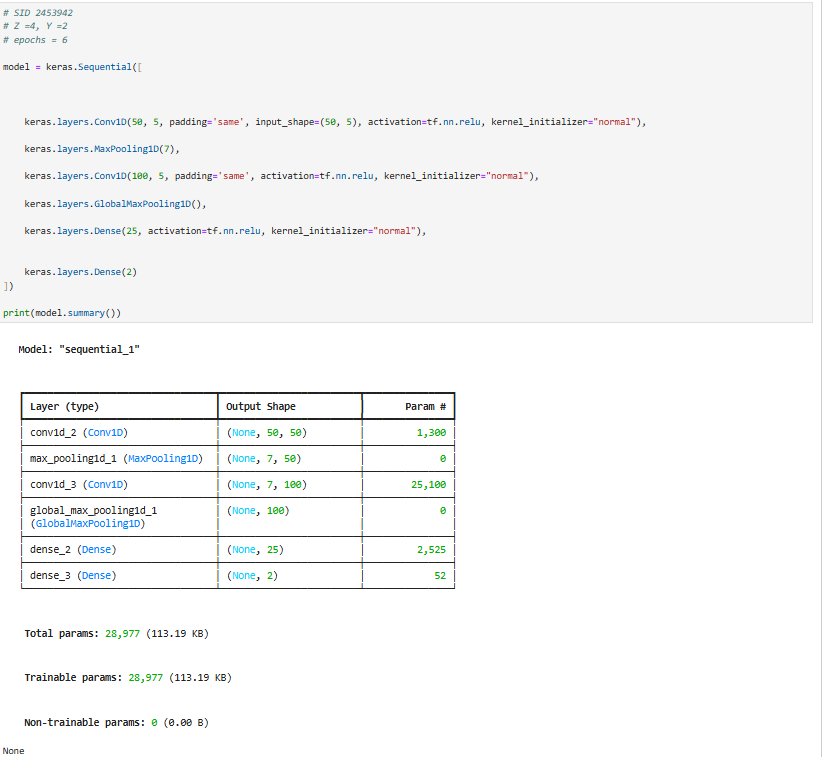 # SID 2453942
# Z =4, Y =2
# epochs = 6
model = keras.Sequential([
keras.layers.Conv1D(50, 5, padding='same', input_shape=(50, 5), activation=tf.nn.relu, kernel_initializer="normal"),
keras.layers.MaxPooling1D(7),
keras.layers.Conv1D(100, 5, padding='same', activation=tf.nn.relu, kernel_initializer="normal"),
keras.layers.GlobalMaxPooling1D(),
keras.layers.Dense(25, activation=tf.nn.relu, kernel_initializer="normal"),
keras.layers.Dense(2)
])
print(model.summary())
Model: "sequential_1"
Layer (type) Output Shape Param #
conv1d_2 (Conv1D) (None, 50, 50) 1,300
max_pooling1d_1 (MaxPooling1D) (None, 7, 50) 0
conv1d_3 (Conv1D) (None, 7, 100) 25,100
global_max_pooling1d_1 (None, 100) 0
(GlobalMaxPooling1D)
dense_2 (Dense) (None, 25) 2,525
dense_3 (Dense) (None, 2) 52
Total params: 28,977 (113.19 KB)
Trainable params: 28,977 (113.19 KB)
Non-trainable params: 0 (0.00 B)
None